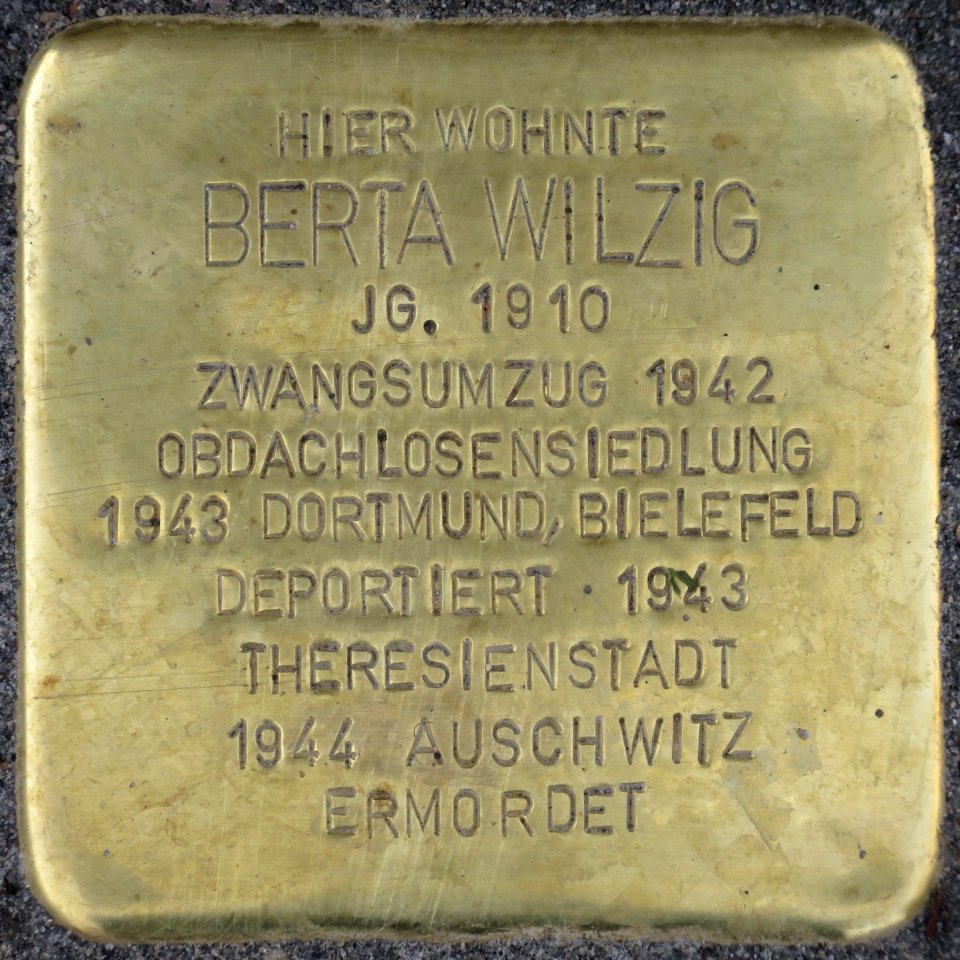 HIER WOHNTE
BERTA WILZIG
JG. 1910
ZWANGSUMZUG 1942
OBDACHLOSENSIEDLUNG
1943 DORTMUND, BIELEFELD
DEPORTIERT 1943
THERESIENSTADT
1944 AUSCHWITZ
ERMORDET